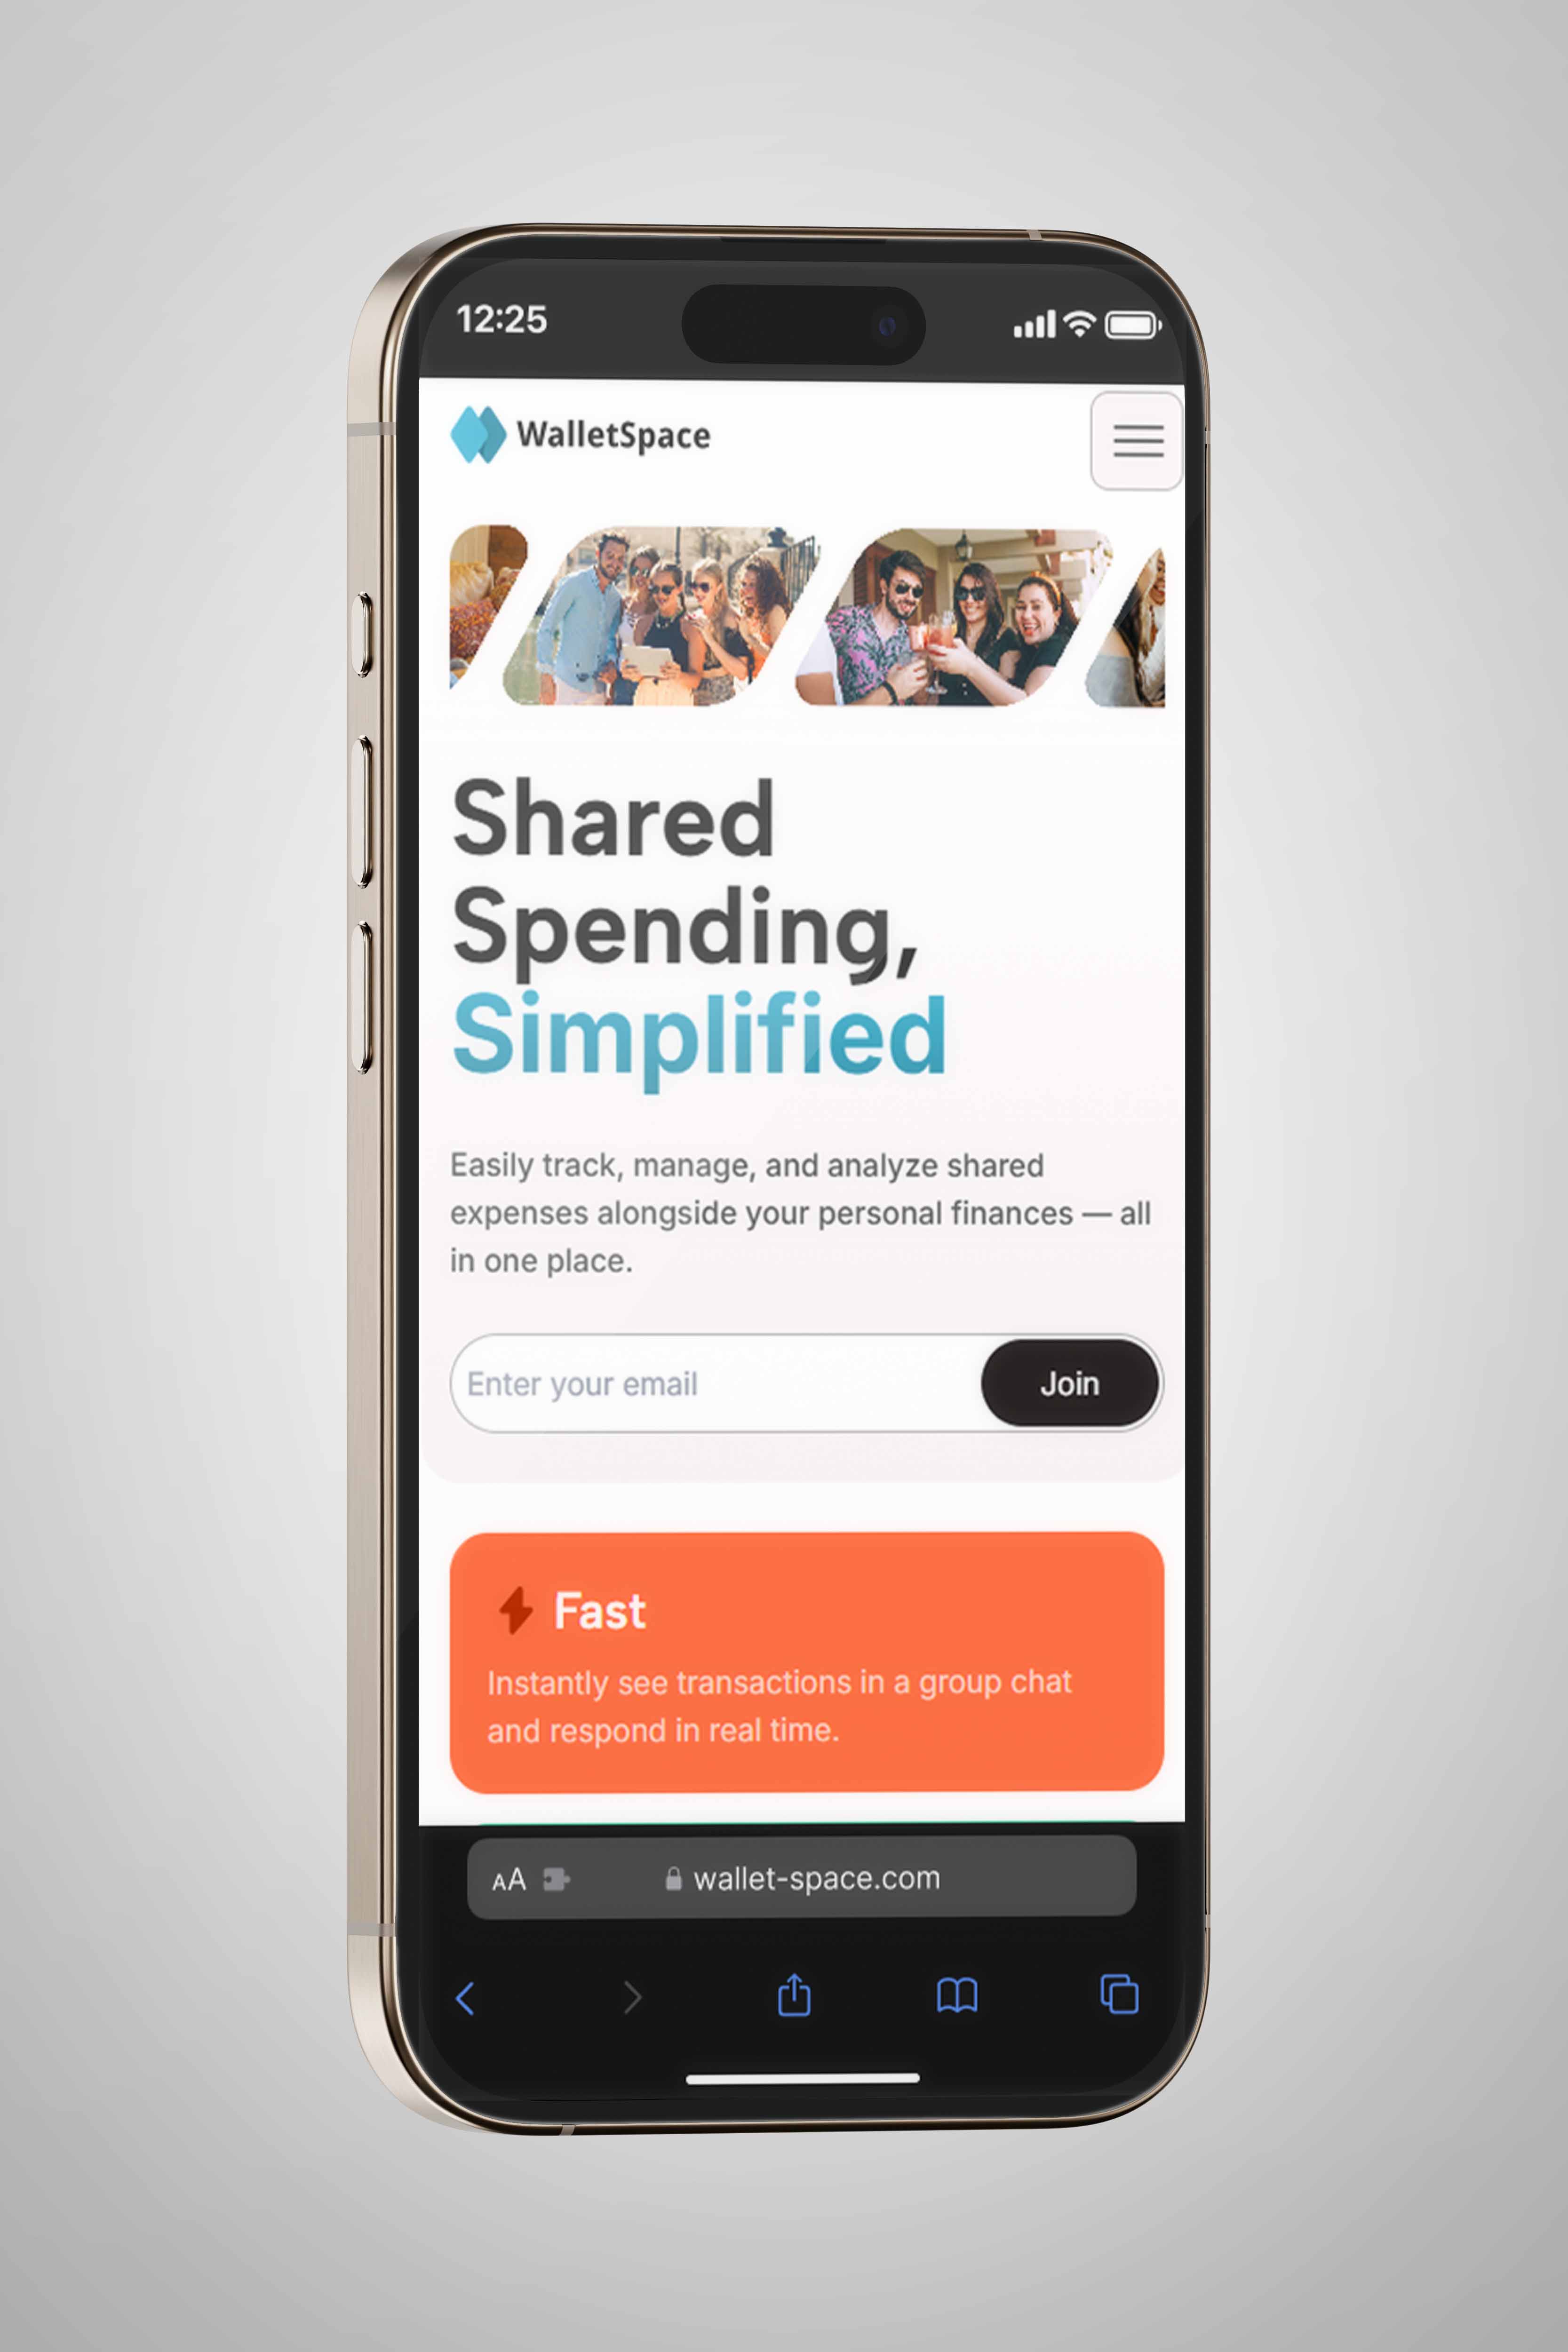 12:25
WalletSpace
Shared
Spending,
Simplified
Easily track, manage, and analyze shared
expenses alongside your personal finances — all
in one place.
Enter your email
Join
Fast
Instantly see transactions in a group chat
and respond in real time.
AA
wallet-space.com